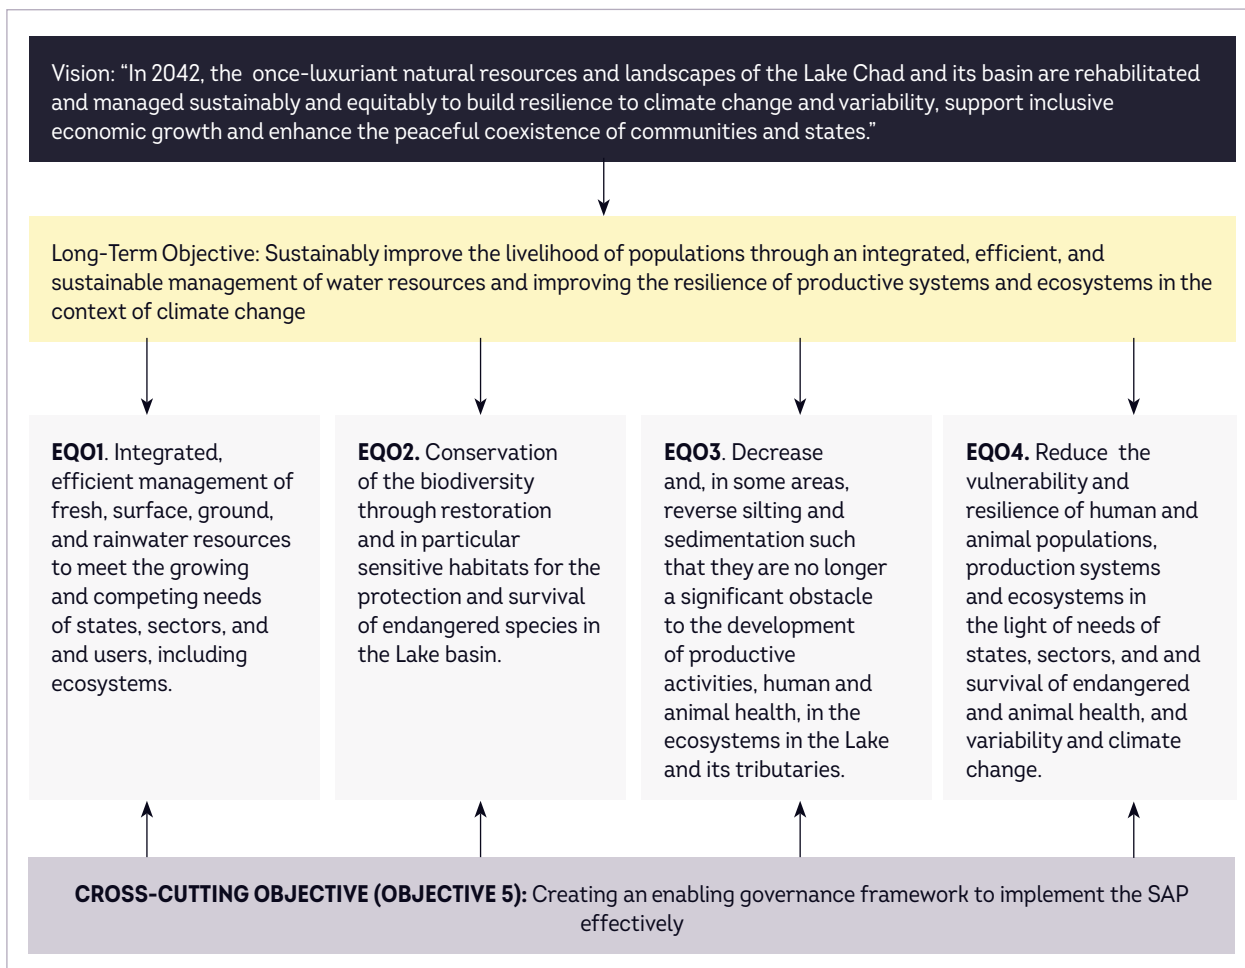 Vision: “In 2042, the once-luxuriant natural resources and landscapes of the Lake Chad and its basin are rehabilitated
and managed sustainably and equitably to build resilience to climate change and variability, support inclusive
economic growth and enhance the peaceful coexistence of communities and states.”
Long-Term Objective: Sustainably improve the livelihood of populations through an integrated, efficient, and
sustainable management of water resources and improving the resilience of productive systems and ecosystems in the
context of climate change
EQO1. Integrated,
efficient management of
fresh, surface, ground,
and rainwater resources
to meet the growing
and competing needs
of states, sectors, and
and users, including
ecosystems.
EQO2. Conservation
of the biodiversity
through restoration
and in particular
sensitive habitats for the
protection and survival
of endangered species in
the Lake basin.
EQO3. Decrease
and, in some areas,
reverse silting and
sedimentation such
that they are no longer
a significant obstacle
to the development
of productive
activities, human and
animal health, in the
ecosystems in the Lake
and its tributaries.
EQO4. Reduce the
vulnerability and
resilience of human and
animal populations,
production systems
and ecosystems in
the light of needs of
states, sectors, and and
survival of endangered
and animal health, and
variability and climate
change.
CROSS-CUTTING OBJECTIVE (OBJECTIVE 5): Creating an enabling governance framework to implement the SAP
effectively